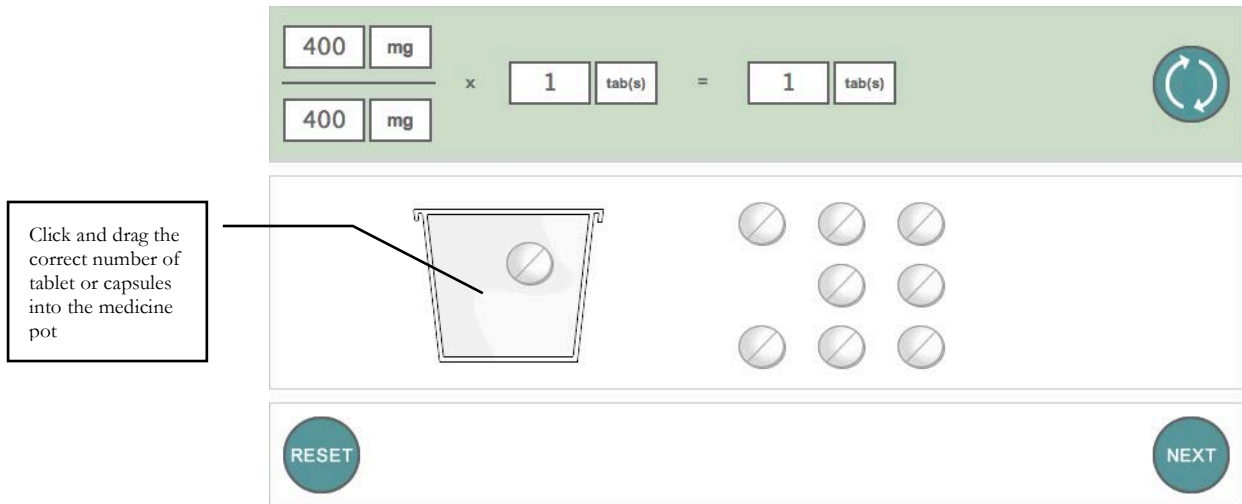 400 mg
x 1 tab(s) = 1 tab(s)
400 mg
Click and drag the
correct number of
tablet or capsules
into the medicine
pot
RESET
NEXT